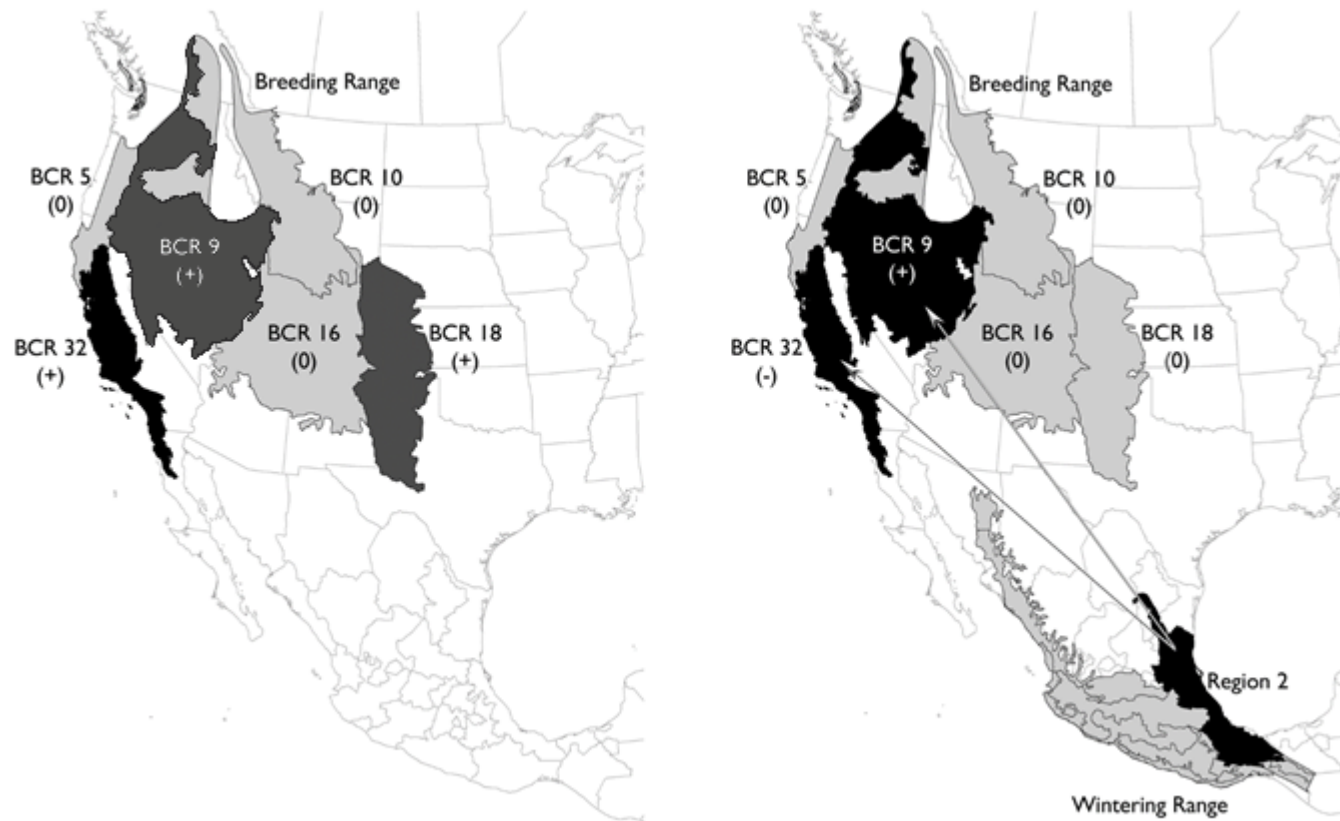 Breeding Range
BCR 5
(0)
BCR 10
(0)
BCR 9
(+)
BCR 16
(0)
BCR 18
(+)
BCR 32
(+)
Breeding Range
BCR 5
(0)
BCR 10
(0)
BCR 9
(+)
BCR 16
(0)
BCR 18
(0)
BCR 32
(-)
Region 2
Wintering Range